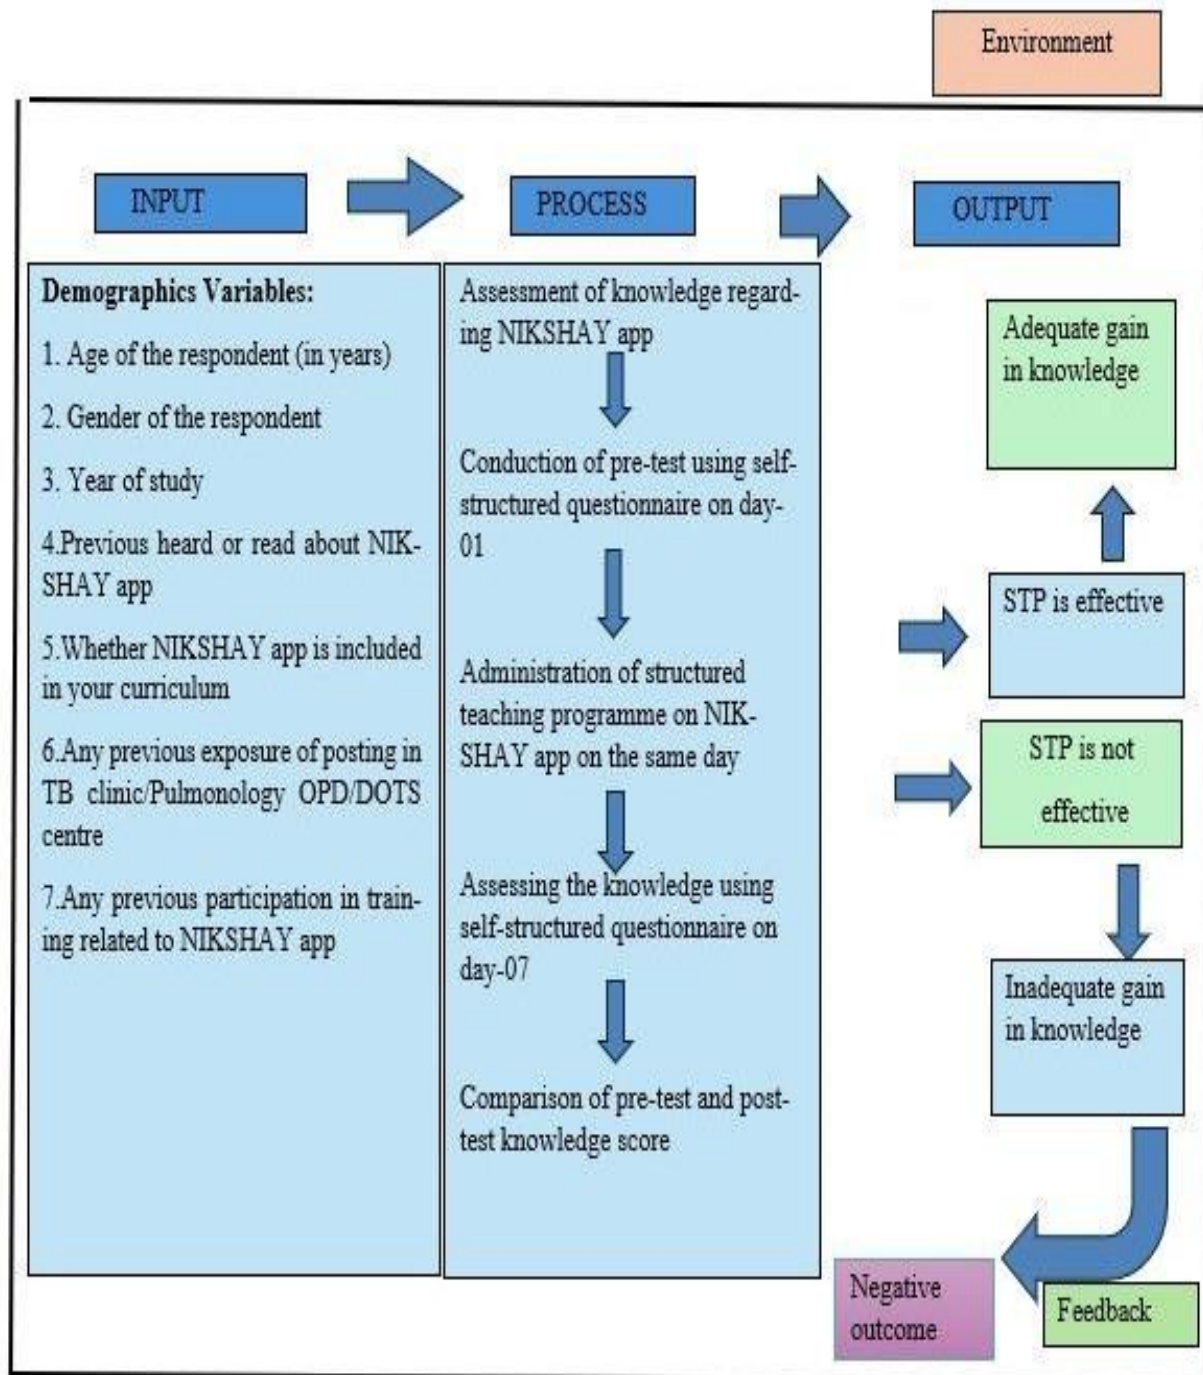 Environment
INPUT
PROCESS
OUTPUT
Demographics Variables:
1. Age of the respondent (in years)
2. Gender of the respondent
3. Year of study
4.Previous heard or read about NIK-
SHAY app
5.Whether NIKSHAY app is included
in your curriculum
6.Any previous exposure of posting in
TB clinic/Pulmonology OPD/DOTS
centre
7.Any previous participation in train-
ing related to NIKSHAY app
Assessment of knowledge regard-
ing NIKSHAY app
Conduction of pre-test using self-
structured questionnaire on day-
01
Administration of structured
teaching programme on NIK-
SHAY app on the same day
Assessing the knowledge using
self-structured questionnaire on
day-07
Comparison of pre-test and post-
test knowledge score
Adequate gain
in knowledge
STP is effective
STP is not
effective
Inadequate gain
in knowledge
Negative
outcome
Feedback